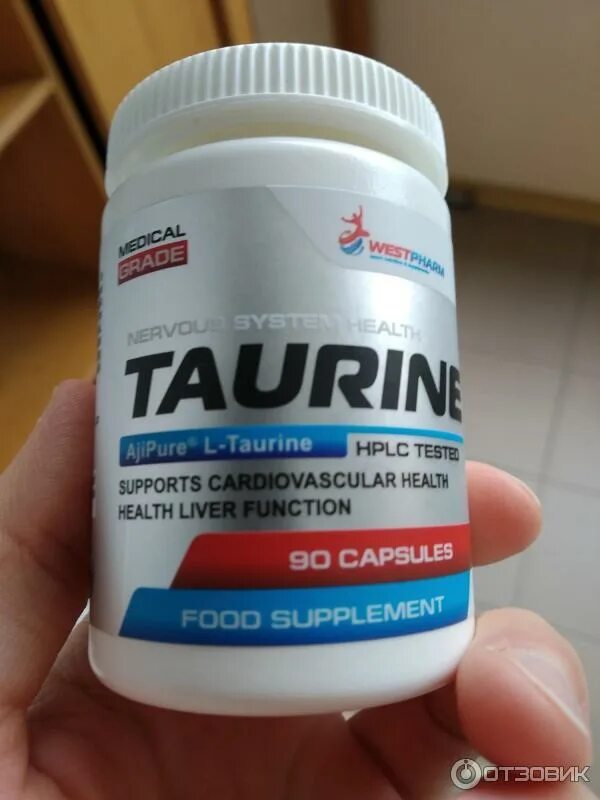 MEDICAL
GRADE
WESTPHARM
NERVOUS SYSTEM HEALTH
TAURINE
AjiPure® L-Taurine
HPLC TESTED
SUPPORTS CARDIOVASCULAR HEALTH
HEALTH LIVER FUNCTION
90 CAPSULES
FOOD SUPPLEMENT
ОТЗОВИК